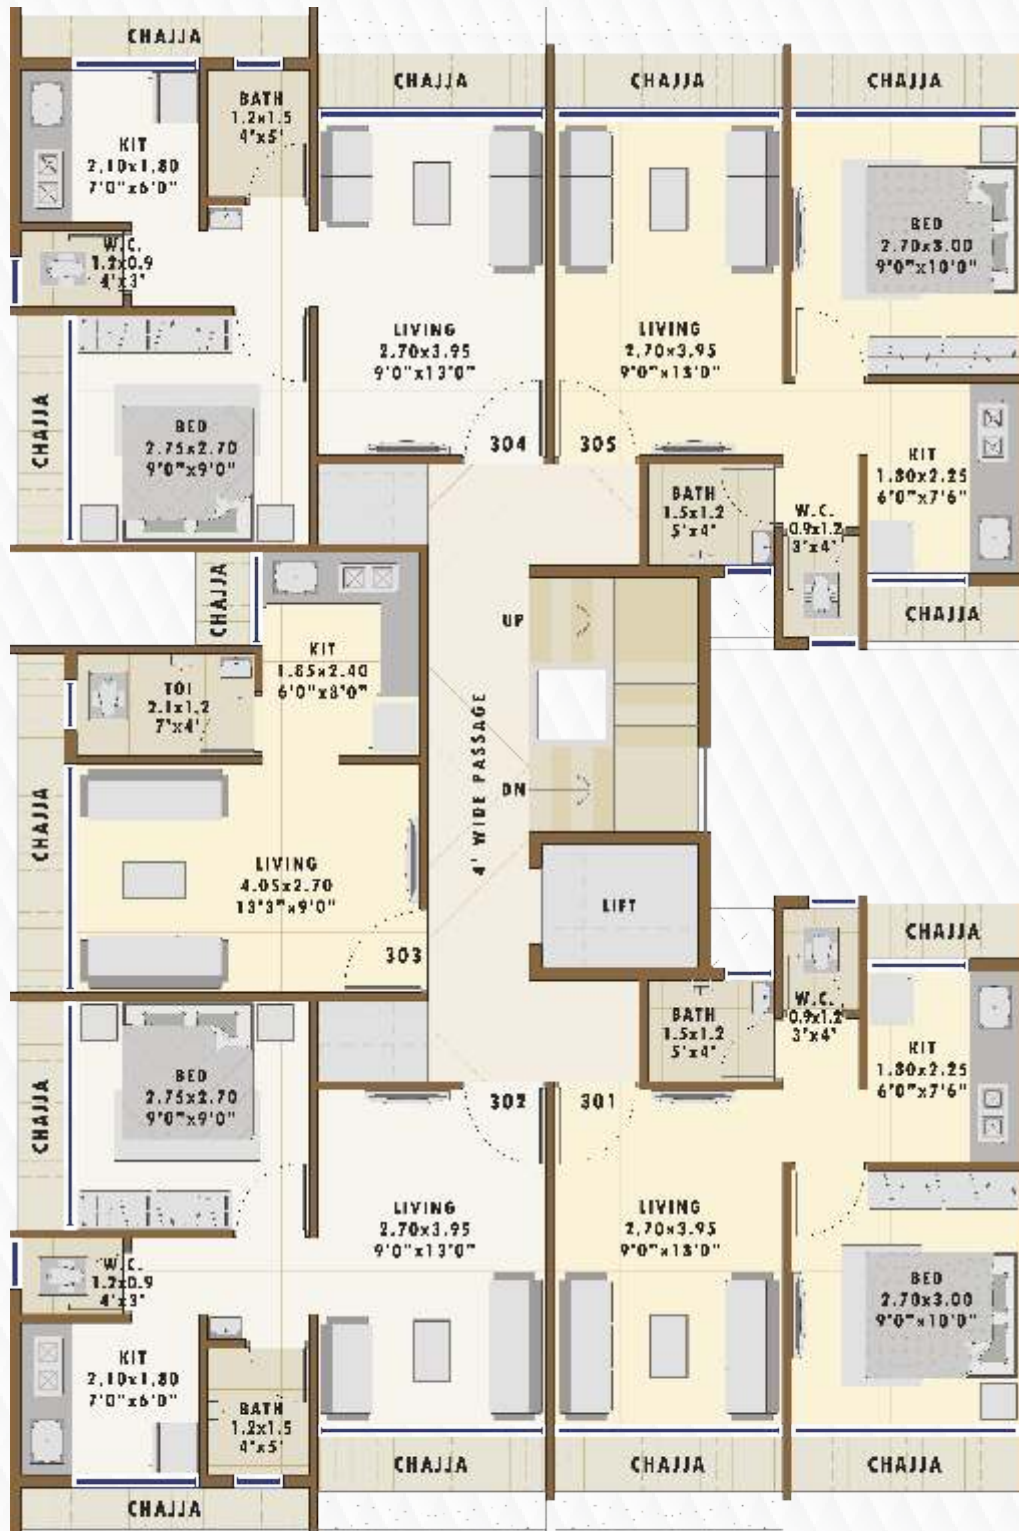 CHAJJA
CHAJJA
CHAJJA
CHAJJA
BATH
1.2x1.5
4'x5'
KIT
2.10x1.80
7'0"x6'0"
W.C.
1.2x0.9
4'x3'
BED
2.70x3.00
9'0"x10'0"
LIVING
2.70x3.95
9'0"x13'0"
LIVING
2.70x3.95
9'0"x13'0"
CHAJJA
BED
2.75x2.70
9'0"x9'0"
304
305
KIT
1.80x2.25
6'0"x7'6"
BATH
1.5x1.2
5'x4'
W.C.
0.9x1.2
3'x4'
CHAJJA
CHAJJA
UP
KIT
1.85x2.40
6'0"x8'0"
TOI
2.1x1.2
7'x4'
4' WIDE PASSAGE
DN
CHAJJA
LIVING
4.05x2.70
13'3"x9'0"
LIFT
303
CHAJJA
W.C.
0.9x1.2
3'x4'
BATH
1.5x1.2
5'x4'
KIT
1.80x2.25
6'0"x7'6"
CHAJJA
BED
2.75x2.70
9'0"x9'0"
302
301
LIVING
2.70x3.95
9'0"x13'0"
LIVING
2.70x3.95
9'0"x13'0"
W.C.
1.2x0.9
4'x3'
BED
2.70x3.00
9'0"x10'0"
KIT
2.10x1.80
7'0"x6'0"
BATH
1.2x1.5
4'x5'
CHAJJA
CHAJJA
CHAJJA
CHAJJA